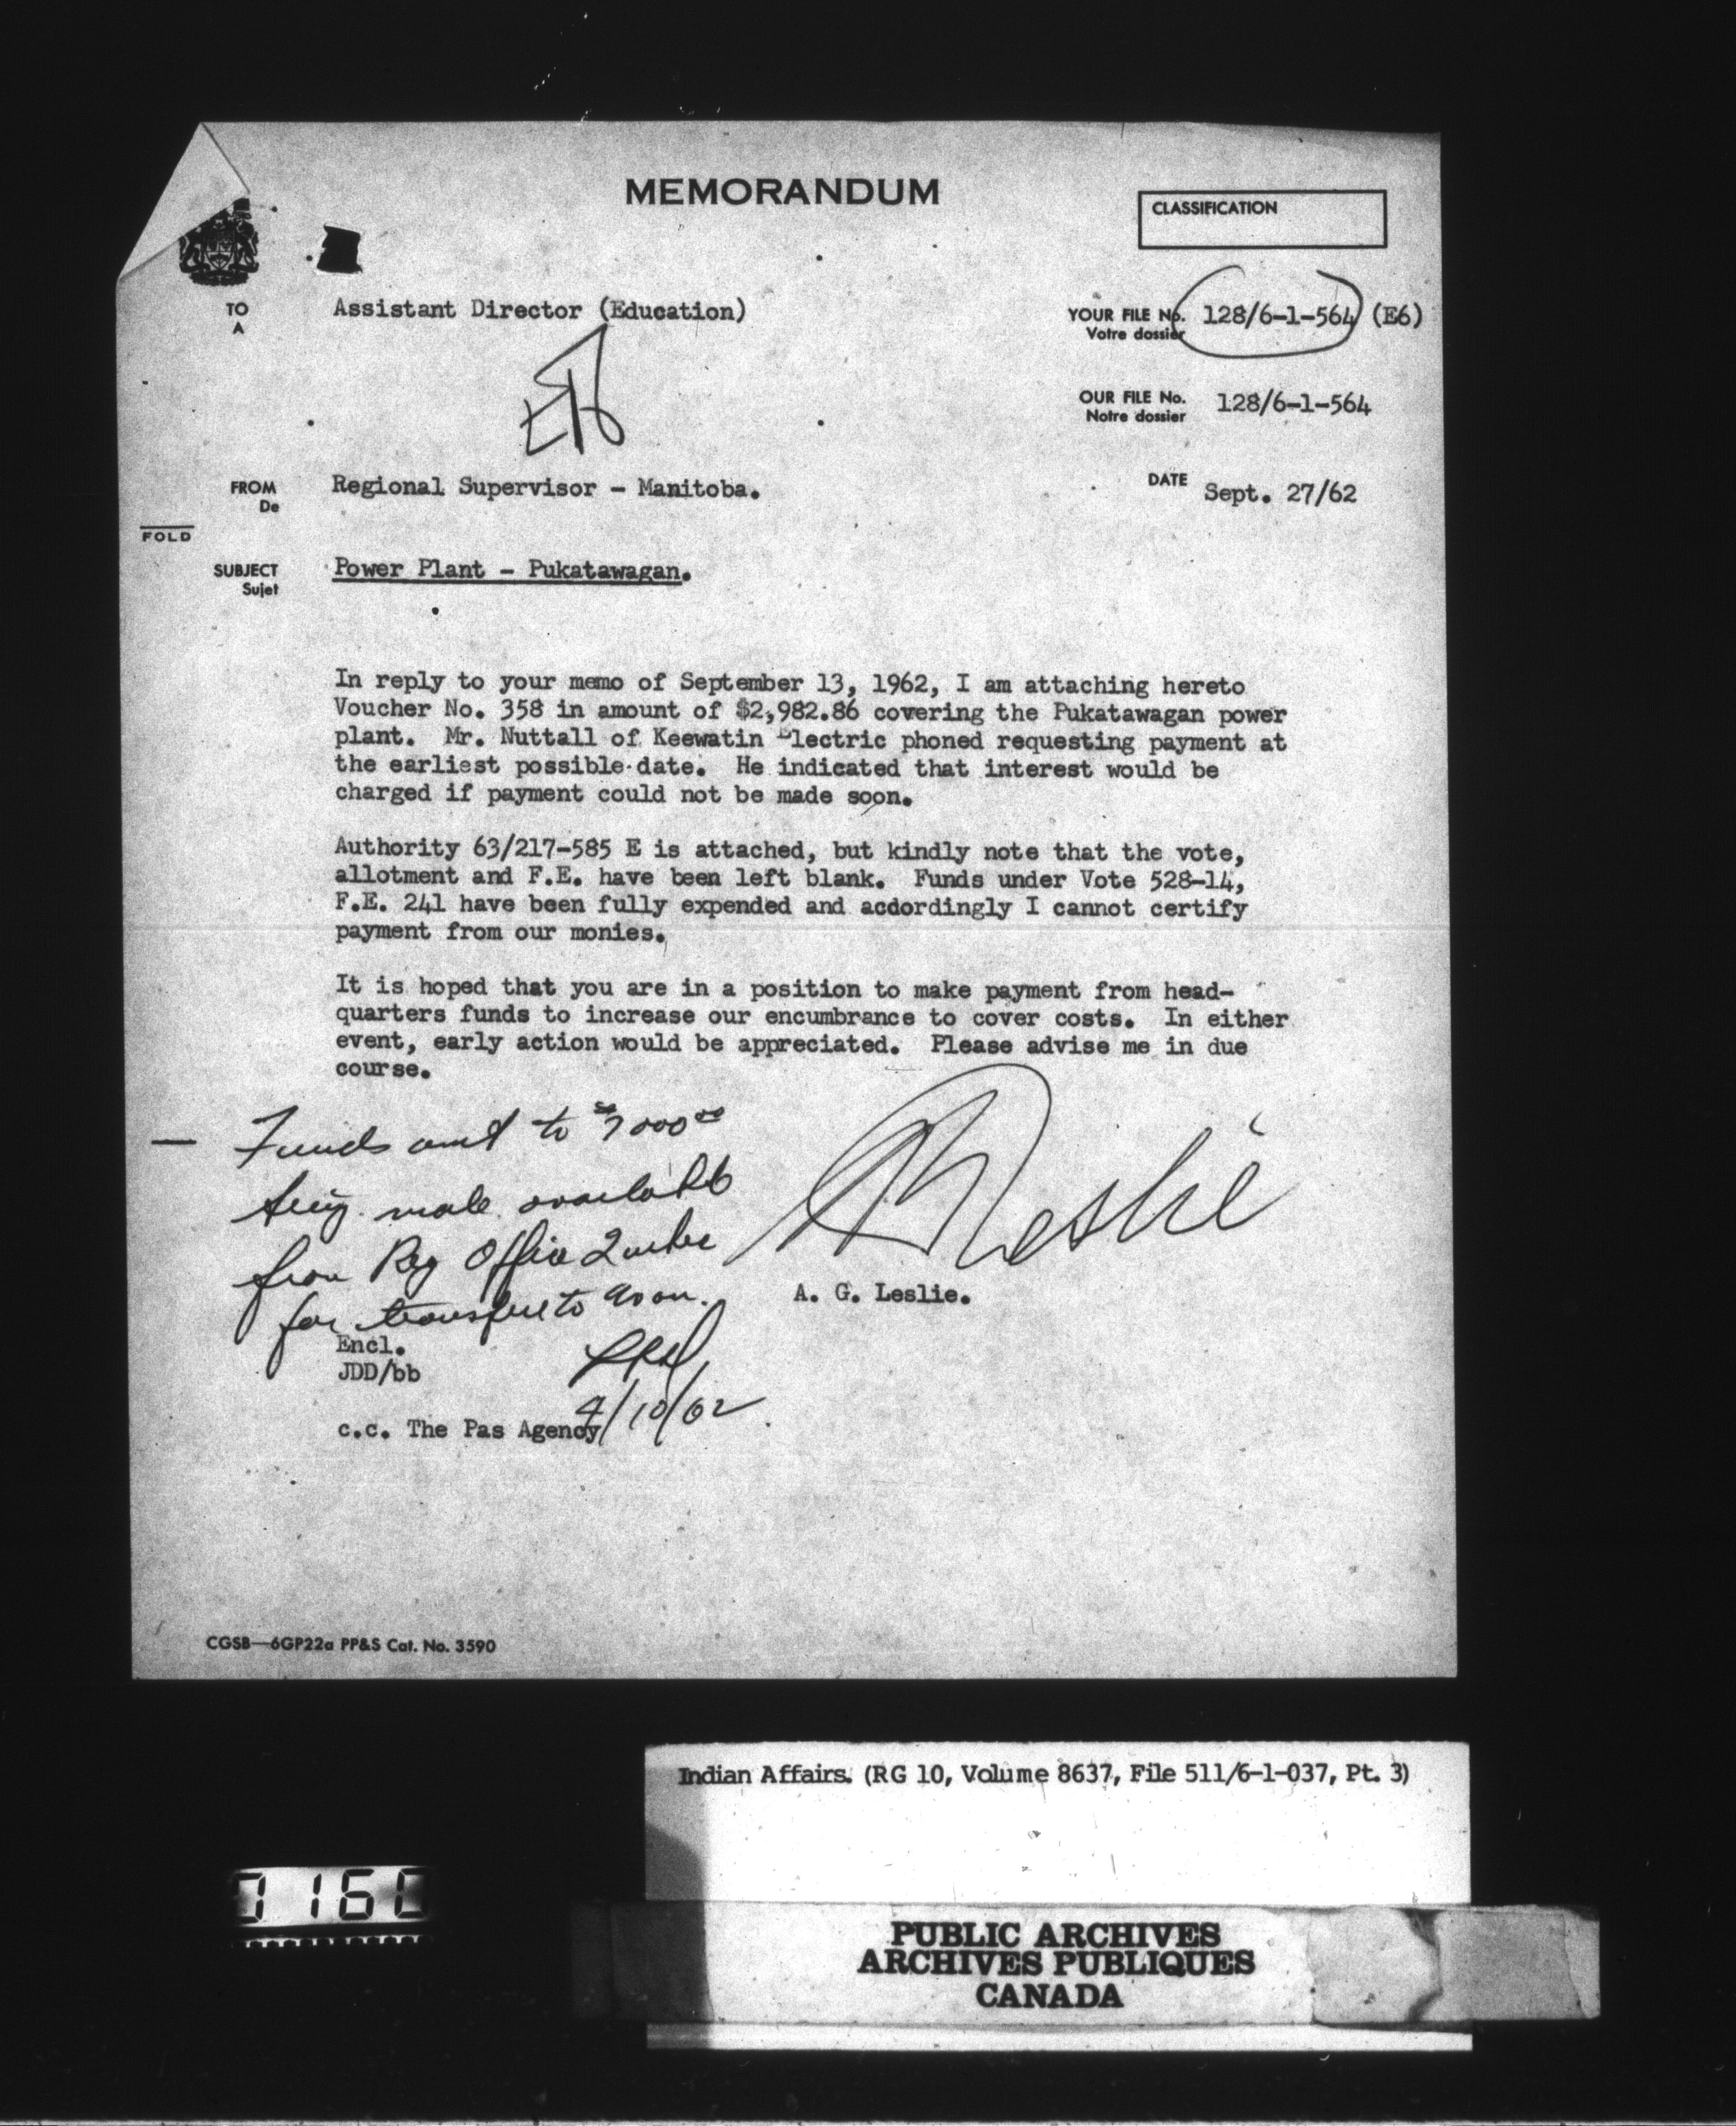 MEMORANDUM
CLASSIFICATION
TO
A
Assistant Director (Education)
YOUR FILE No. 128/6-1-564 (E6)
Votre dossier
OUR FILE No. 128/6-1-564
Notre dossier
FROM
De
Regional Supervisor - Manitoba.
DATE Sept. 27/62
FOLD
SUBJECT
Sujet
Power Plant - Pukatawagan.
In reply to your memo of September 13, 1962, I am attaching hereto
Voucher No. 358 in amount of $2,982.86 covering the Pukatawagan power
plant. Mr. Nuttall of Keewatin Electric phoned requesting payment at
the earliest possible date. He indicated that interest would be
charged if payment could not be made soon.
Authority 63/217-585 E is attached, but kindly note that the vote,
allotment and F.E. have been left blank. Funds under Vote 528-14,
F.E. 241 have been fully expended and acdordingly I cannot certify
payment from our monies.
It is hoped that you are in a position to make payment from head-
quarters funds to increase our encumbrance to cover costs. In either
event, early action would be appreciated. Please advise me in due
course.
— Funds amt to $7000.00
being made available
from Reg Office Quebec
for transfer to
AGLeslie
A. G. Leslie.
Encl.
JDD/bb
4/10/62
c.c. The Pas Agency
CGSB—6GP22a PP&S Cat. No. 3590
Indian Affairs. (RG 10, Volume 8637, File 511/6-1-037, Pt. 3)
0160
PUBLIC ARCHIVES
ARCHIVES PUBLIQUES
CANADA